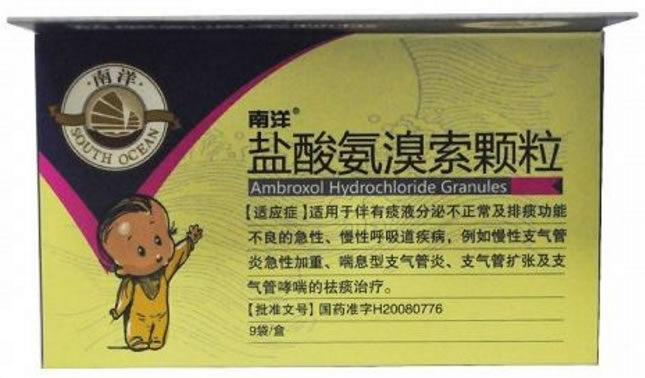 ·南洋·
SOUTH OCEAN
南洋®
盐酸氨溴索颗粒
Ambroxol Hydrochloride Granules
【适应症】适用于伴有痰液分泌不正常及排痰功能
不良的急性、慢性呼吸道疾病，例如慢性支气管
炎急性加重、喘息型支气管炎、支气管扩张及支
气管哮喘的祛痰治疗。
【批准文号】国药准字H20080776
9袋/盒